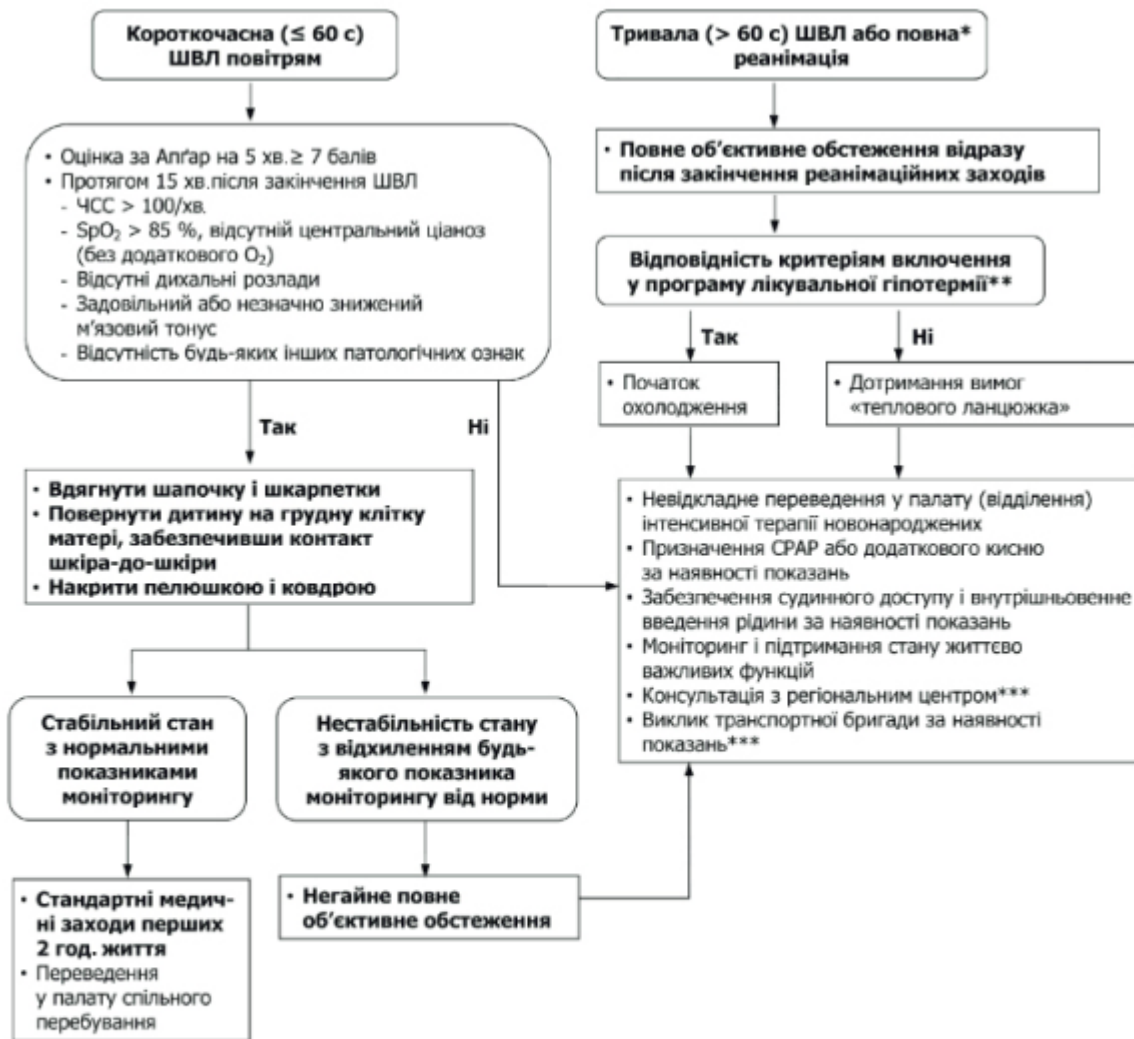 Короткочасна (≤ 60 с)
ШВЛ повітрям
Тривала (> 60 с) ШВЛ або повна*
реанімація
• Оцінка за Апґар на 5 хв.≥ 7 балів
• Протягом 15 хв.після закінчення ШВЛ
- ЧСС > 100/хв.
- SpO₂ > 85 %, відсутній центральний ціаноз
(без додаткового O₂)
- Відсутні дихальні розлади
- Задовільний або незначно знижений
м'язовий тонус
- Відсутність будь-яких інших патологічних ознак
• Повне об'єктивне обстеження відразу
після закінчення реанімаційних заходів
Відповідність критеріям включення
у програму лікувальної гіпотермії**
Так
Ні
• Початок
охолодження
• Дотримання вимог
«теплового ланцюжка»
Так
Ні
• Вдягнути шапочку і шкарпетки
• Повернути дитину на грудну клітку
матері, забезпечивши контакт
шкіра-до-шкіри
• Накрити пелюшкою і ковдрою
• Невідкладне переведення у палату (відділення)
інтенсивної терапії новонароджених
• Призначення CPAP або додаткового кисню
за наявності показань
• Забезпечення судинного доступу і внутрішньовенне
введення рідини за наявності показань
• Моніторинг і підтримання стану життєво
важливих функцій
• Консультація з регіональним центром***
• Виклик транспортної бригади за наявності
показань***
Стабільний стан
з нормальними
показниками
моніторингу
Нестабільність стану
з відхиленням будь-
якого показника
моніторингу від норми
• Стандартні медич-
ні заходи перших
2 год. життя
• Переведення
у палату спільного
перебування
• Негайне повне
об'єктивне обстеження